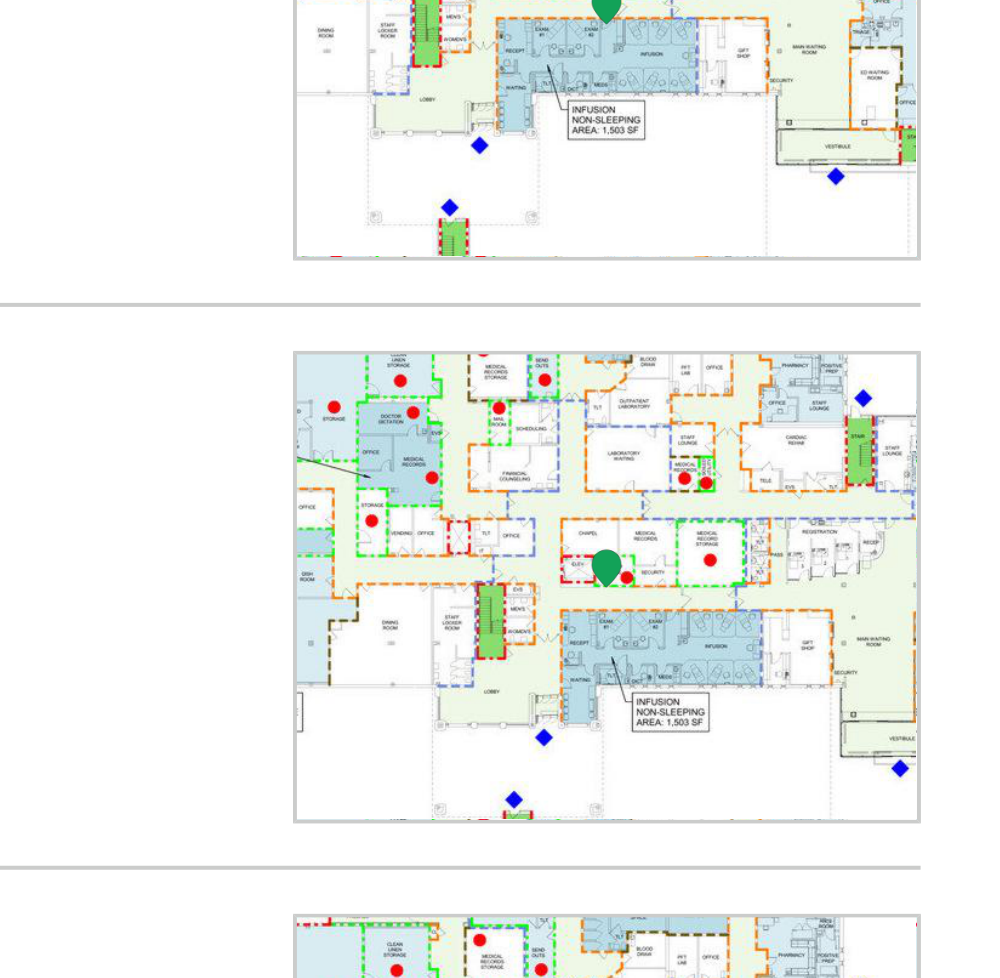 OFFICE
MEN'S
WOMEN'S
DINING
ROOM
STAFF
LOCKER
ROOM
EXAM
#1
EXAM
#2
RECEPT
INFUSION
GIFT
SHOP
MAIN WAITING
ROOM
TRIAGE
ED WAITING
ROOM
WAITING
TLT
DICT
MEDS
SECURITY
OFFICE
LOBBY
INFUSION
NON-SLEEPING
AREA: 1,503 SF
VESTIBULE
CLEAN
LINEN
STORAGE
MEDICAL
RECORDS
STORAGE
SEND
OUTS
BLOOD
DRAW
PFT
LAB
OFFICE
PHARMACY
POSITIVE
PREP
STORAGE
DOCTOR
DICTATION
EVS
MAIL
ROOM
SCHEDULING
TLT
OUTPATIENT
LABORATORY
OFFICE
STAFF
LOUNGE
OFFICE
MEDICAL
RECORDS
FINANCIAL
COUNSELING
LABORATORY
WAITING
STAFF
LOUNGE
MEDICAL
RECORDS
CARDIAC
REHAB
STAIR
STAFF
LOUNGE
TELE
EVS
TLT
OFFICE
STORAGE
VENDING
OFFICE
TLT
OFFICE
CHAPEL
MEDICAL
RECORDS
MEDICAL
RECORD
STORAGE
REGISTRATION
RECEP
ELEV
SECURITY
DISH
ROOM
DINING
ROOM
STAFF
LOCKER
ROOM
EVS
MEN'S
WOMEN'S
EXAM
#1
EXAM
#2
RECEPT
INFUSION
GIFT
SHOP
MAIN WAITING
ROOM
WAITING
TLT
DICT
MEDS
SECURITY
LOBBY
INFUSION
NON-SLEEPING
AREA: 1,503 SF
VESTIBULE
CLEAN
LINEN
STORAGE
MEDICAL
RECORDS
STORAGE
SEND
OUTS
TLT
BLOOD
DRAW
PFT
LAB
OFFICE
PHARMACY
POSITIVE
PREP